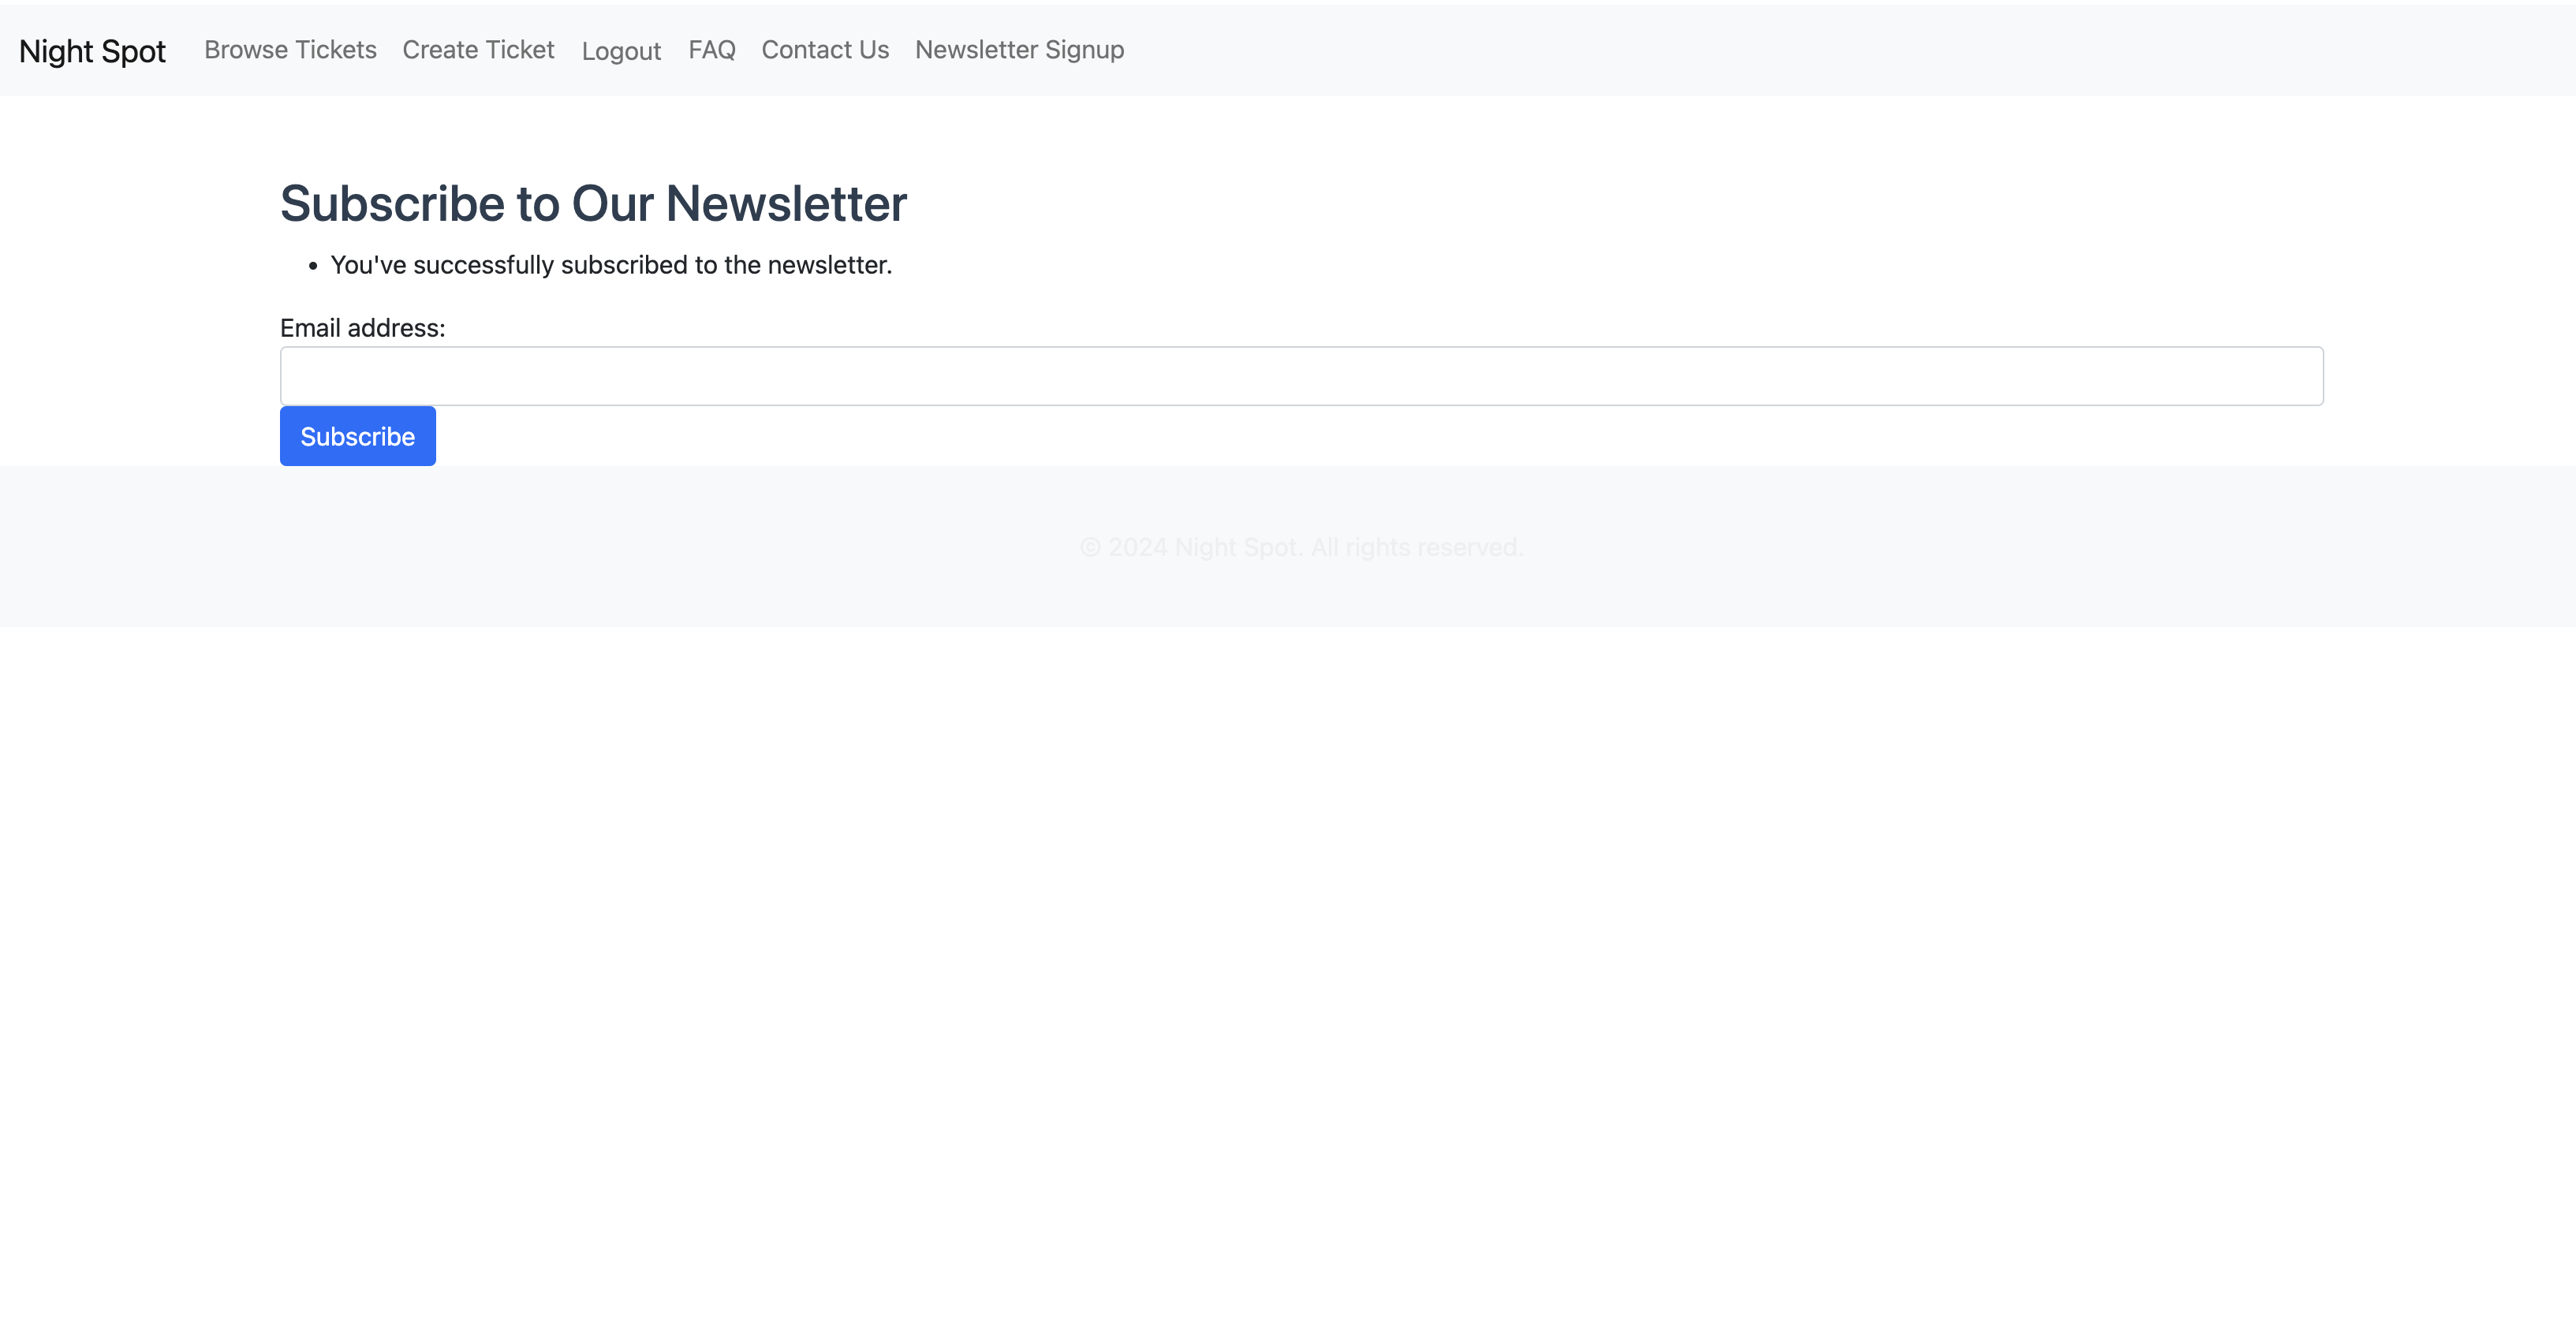 Night Spot Browse Tickets Create Ticket Logout FAQ Contact Us Newsletter Signup
Subscribe to Our Newsletter
• You've successfully subscribed to the newsletter.
Email address:
Subscribe
© 2024 Night Spot. All rights reserved.